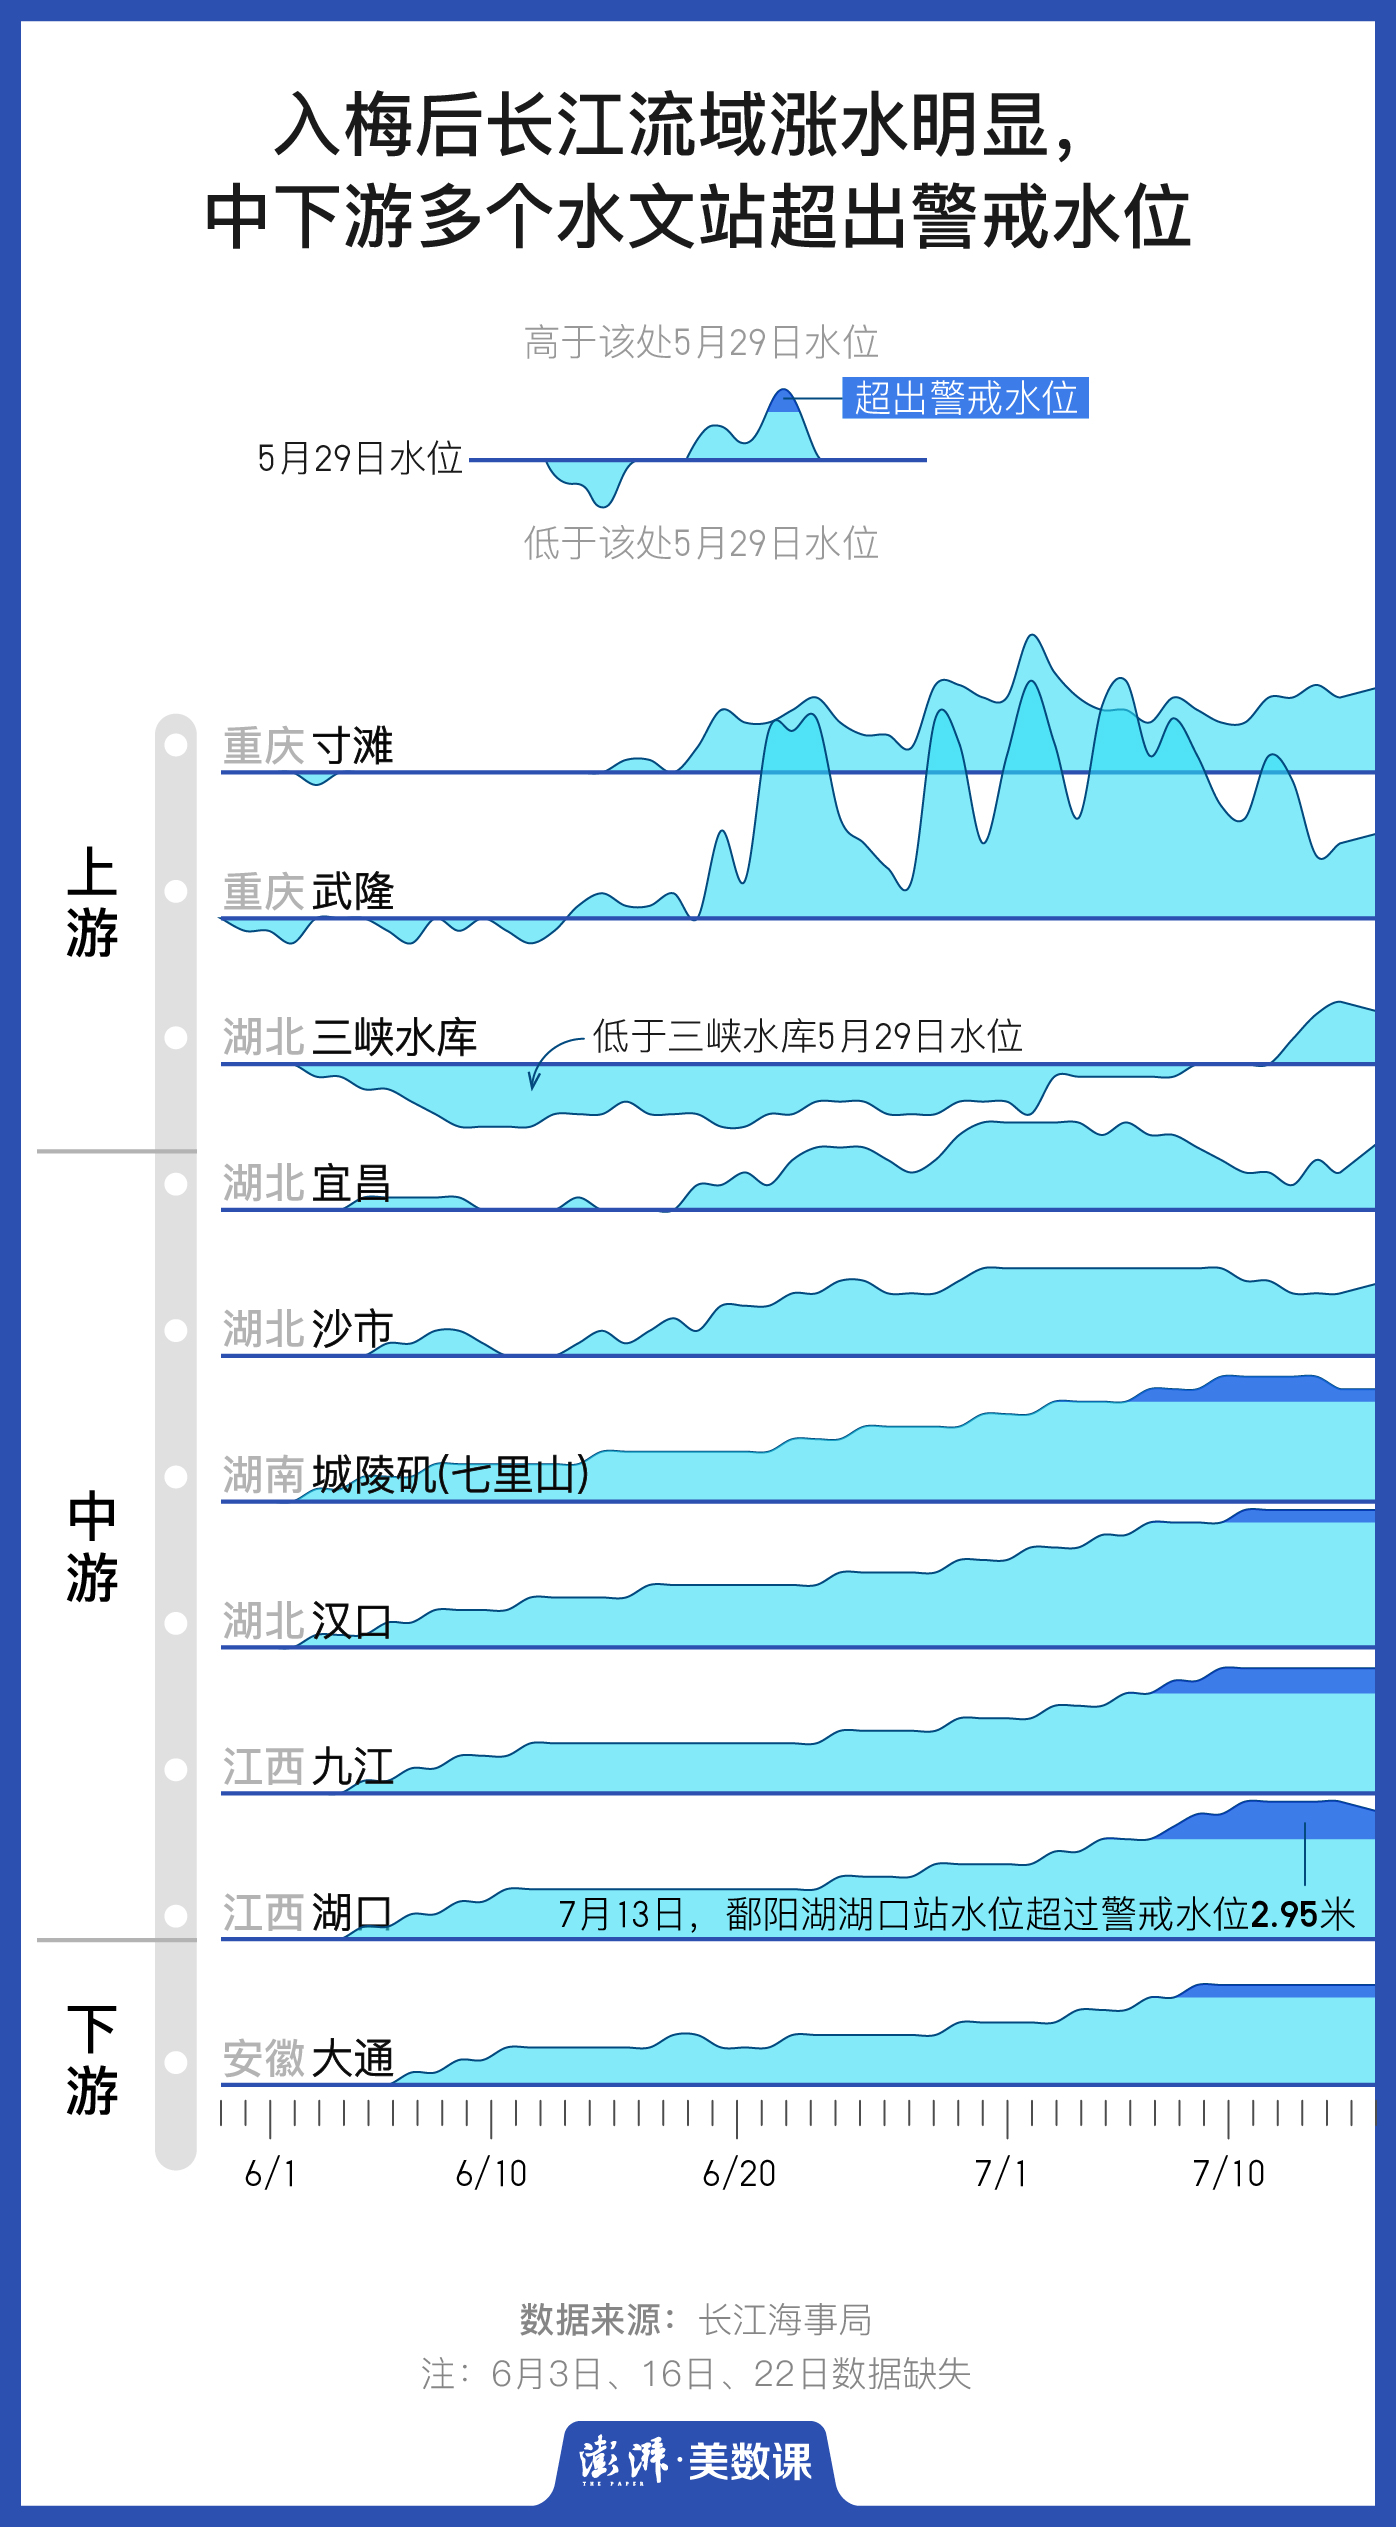 入梅后长江流域涨水明显，
中下游多个水文站超出警戒水位
高于该处5月29日水位
超出警戒水位
5月29日水位
低于该处5月29日水位
上游
重庆 寸滩
重庆 武隆
湖北 三峡水库
低于三峡水库5月29日水位
中游
湖北 宜昌
湖北 沙市
湖南 城陵矶(七里山)
湖北 汉口
江西 九江
江西 湖口
7月13日，鄱阳湖湖口站水位超过警戒水位2.95米
下游
安徽 大通
6/1 6/10 6/20 7/1 7/10
数据来源：长江海事局
注：6月3日、16日、22日数据缺失
澎湃·美数课
THE PAPER